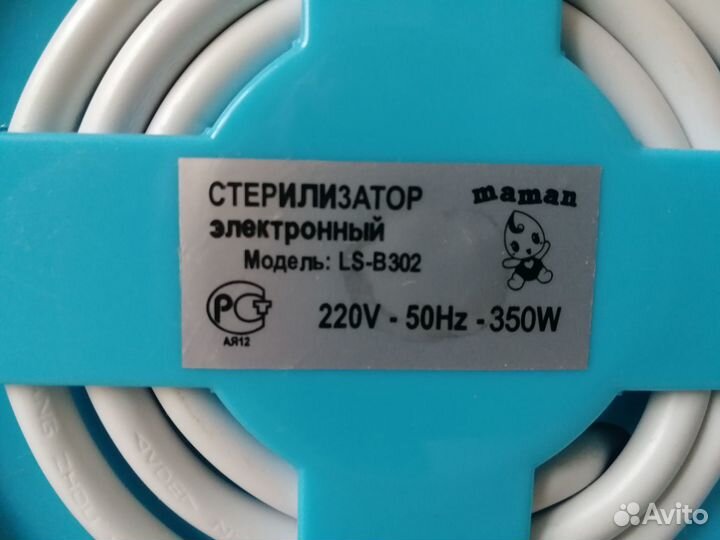 СТЕРИЛИЗАТОР
электронный
Модель: LS-B302
maman
РСТ
АЯ12
220V - 50Hz - 350W
Avito